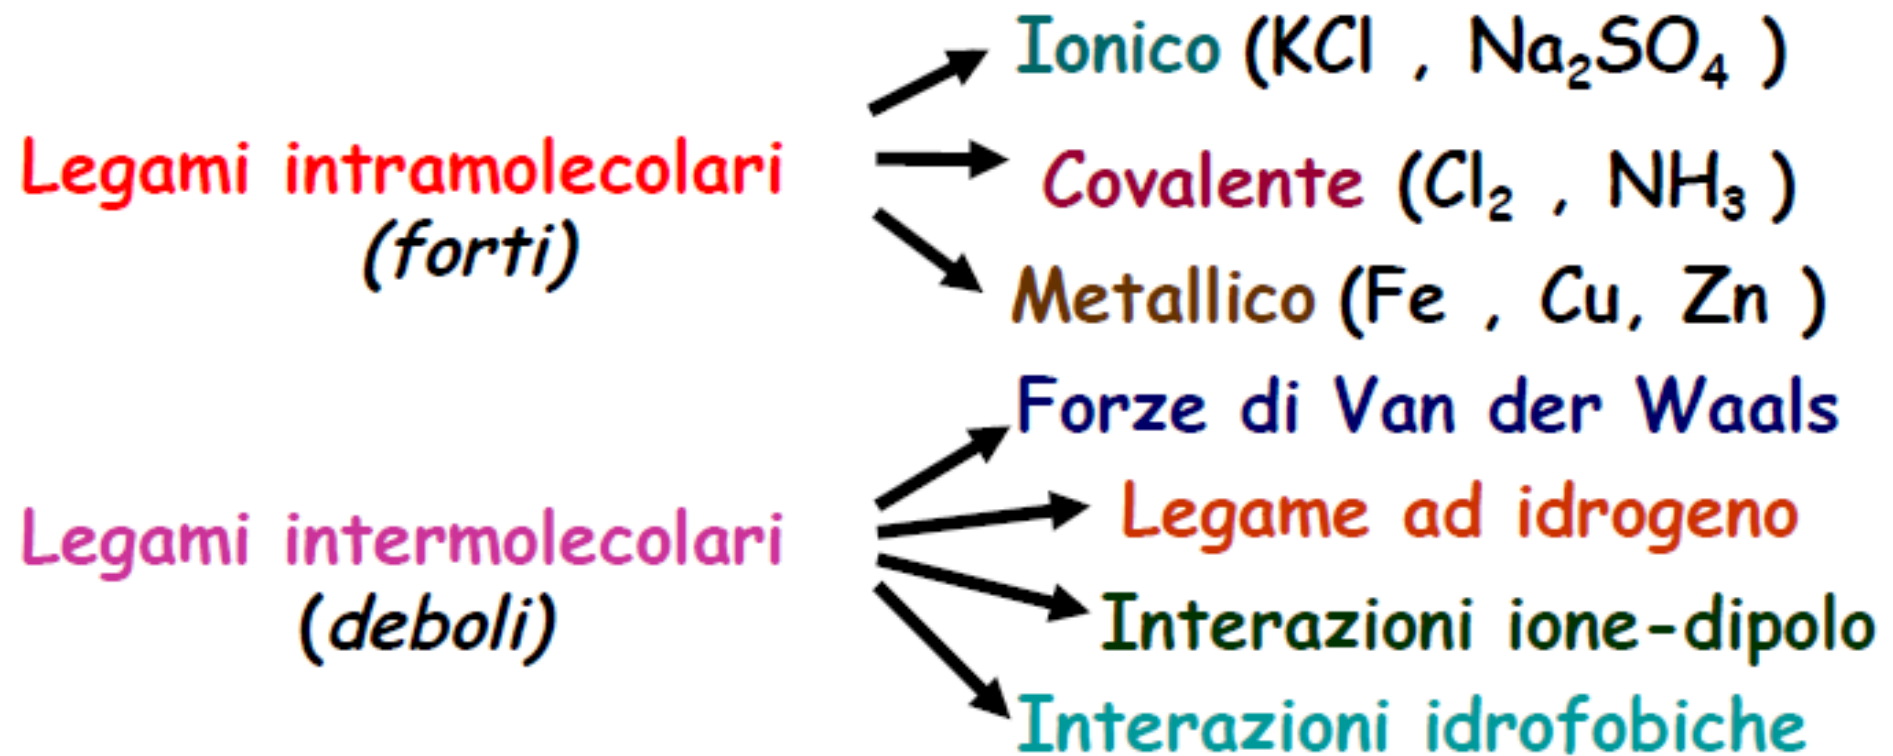 Ionico (KCl , Na₂SO₄ )
Legami intramolecolari
(forti)
Covalente (Cl₂ , NH₃ )
Metallico (Fe , Cu, Zn )
Forze di Van der Waals
Legami intermolecolari
(deboli)
Legame ad idrogeno
Interazioni ione-dipolo
Interazioni idrofobiche